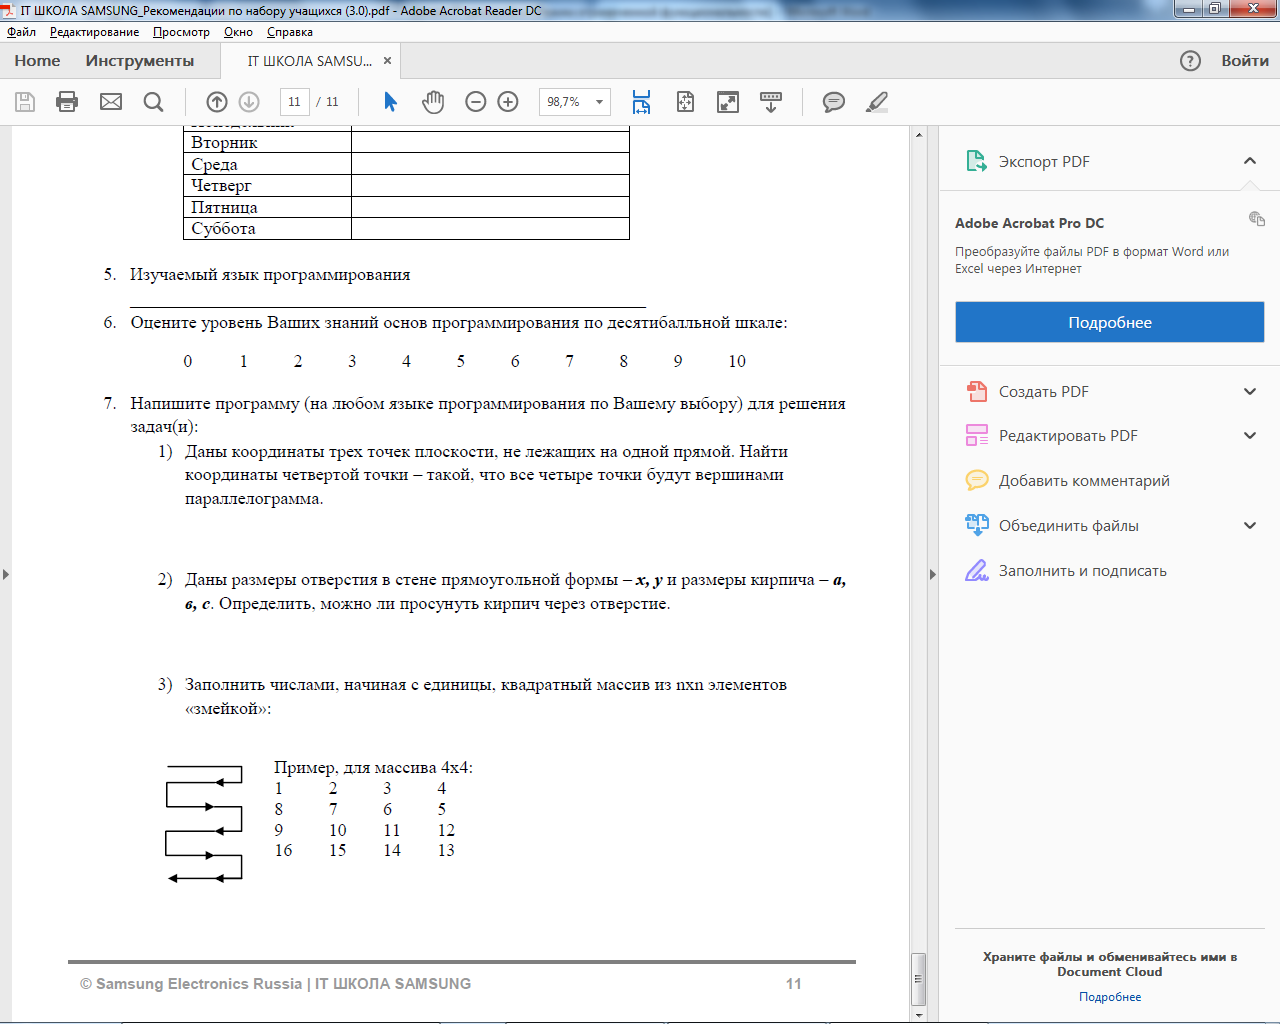 IT ШКОЛА SAMSUNG_Рекомендации по набору учащихся (3.0).pdf - Adobe Acrobat Reader DC
Файл Редактирование Просмотр Окно Справка
Home Инструменты IT ШКОЛА SAMSU... × Войти
11 / 11 98,7%
Вторник
Среда
Четверг
Пятница
Суббота
5. Изучаемый язык программирования
6. Оцените уровень Ваших знаний основ программирования по десятибалльной шкале:
0 1 2 3 4 5 6 7 8 9 10
7. Напишите программу (на любом языке программирования по Вашему выбору) для решения
задач(и):
1) Даны координаты трех точек плоскости, не лежащих на одной прямой. Найти
координаты четвертой точки – такой, что все четыре точки будут вершинами
параллелограмма.
2) Даны размеры отверстия в стене прямоугольной формы – x, y и размеры кирпича – а,
в, с. Определить, можно ли просунуть кирпич через отверстие.
3) Заполнить числами, начиная с единицы, квадратный массив из nxn элементов
«змейкой»:
Пример, для массива 4х4:
1 2 3 4
8 7 6 5
9 10 11 12
16 15 14 13
© Samsung Electronics Russia | IT ШКОЛА SAMSUNG 11
Экспорт PDF
Adobe Acrobat Pro DC
Преобразуйте файлы PDF в формат Word или
Excel через Интернет
Подробнее
Создать PDF
Редактировать PDF
Добавить комментарий
Объединить файлы
Заполнить и подписать
Храните файлы и обменивайтесь ими в
Document Cloud
Подробнее